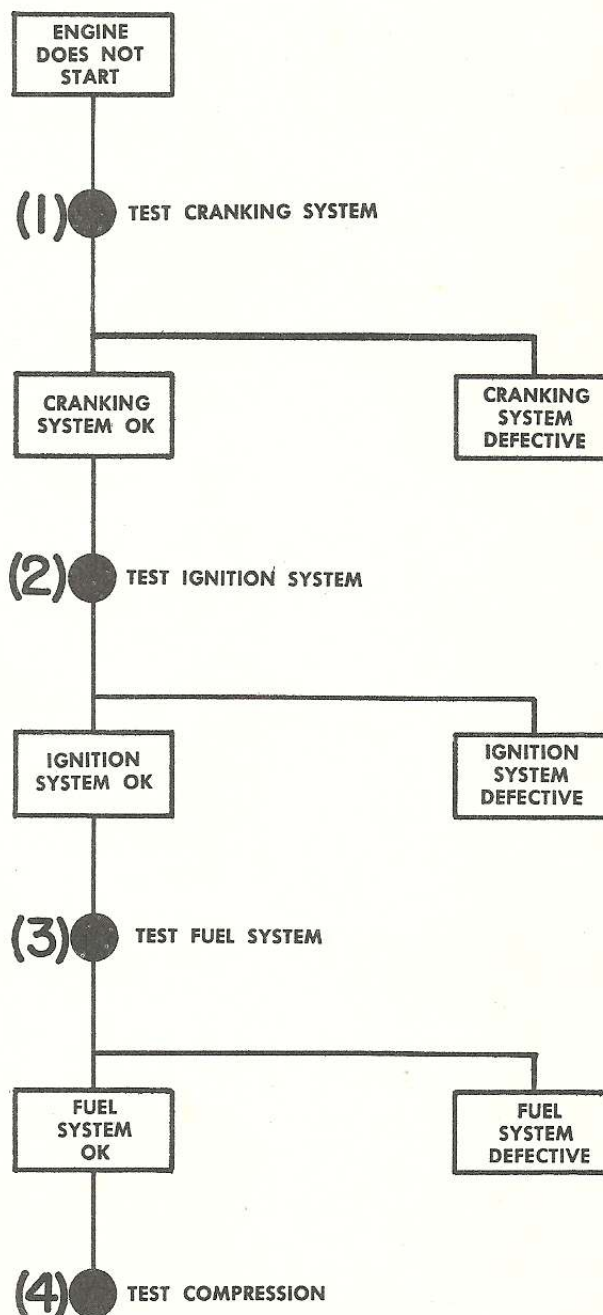 ENGINE
DOES NOT
START
(1) TEST CRANKING SYSTEM
CRANKING
SYSTEM OK
CRANKING
SYSTEM
DEFECTIVE
(2) TEST IGNITION SYSTEM
IGNITION
SYSTEM OK
IGNITION
SYSTEM
DEFECTIVE
(3) TEST FUEL SYSTEM
FUEL
SYSTEM
OK
FUEL
SYSTEM
DEFECTIVE
(4) TEST COMPRESSION